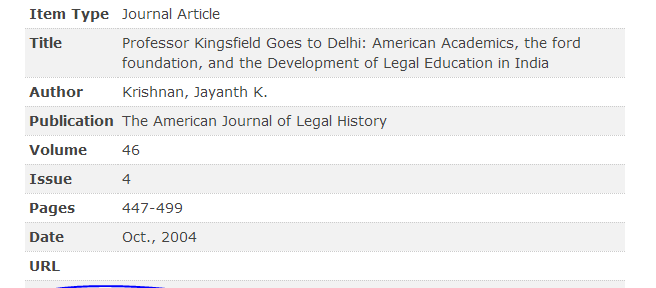 Item Type Journal Article
Title Professor Kingsfield Goes to Delhi: American Academics, the ford
foundation, and the Development of Legal Education in India
Author Krishnan, Jayanth K.
Publication The American Journal of Legal History
Volume 46
Issue 4
Pages 447-499
Date Oct., 2004
URL